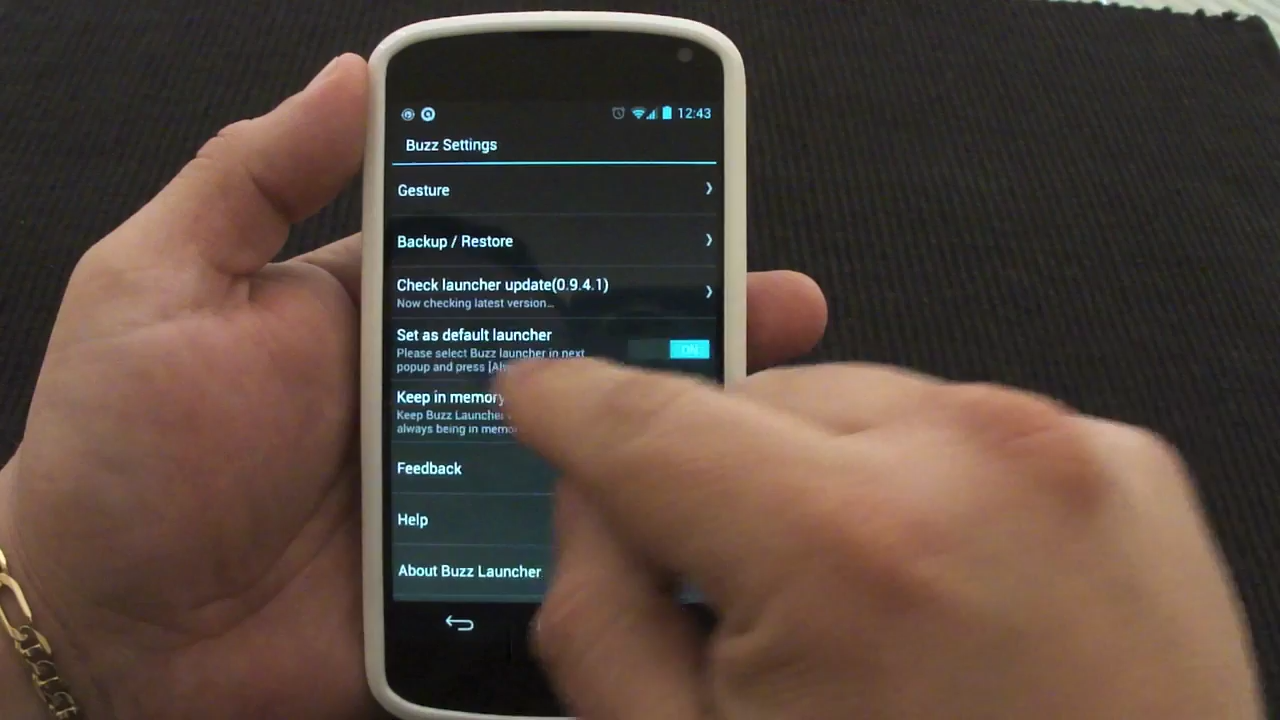 12:43
Buzz Settings
Gesture
Backup / Restore
Check launcher update(0.9.4.1)
Now checking latest version...
Set as default launcher
ON
Please select Buzz launcher in next
popup and press
Keep in memory
Keep Buzz Launcher
always being in
Feedback
Help
About Buzz Launcher